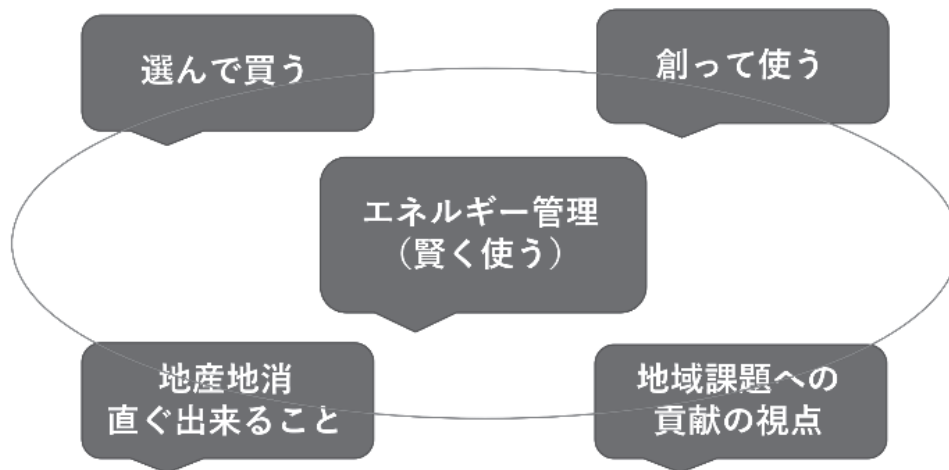 選んで買う
創って使う
エネルギー管理
（賢く使う）
地産地消
直ぐ出来ること
地域課題への
貢献の視点